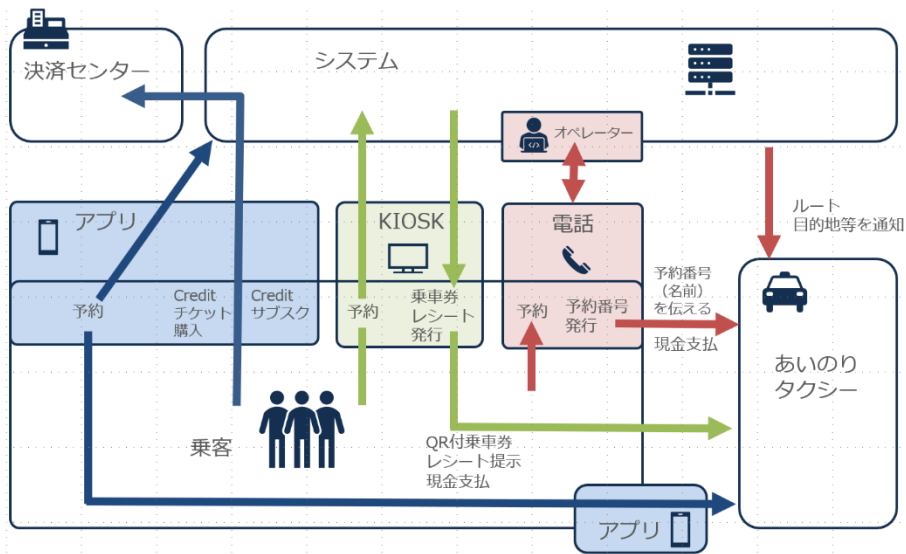 決済センター
システム
オペレーター
アプリ
KIOSK
電話
ルート
目的地等を通知
予約
Credit
チケット
購入
Credit
サブスク
予約
乗車券
レシート
発行
予約
予約番号
発行
予約番号
（名前）
を伝える
現金支払
あいのり
タクシー
乗客
QR付乗車券
レシート提示
現金支払
アプリ